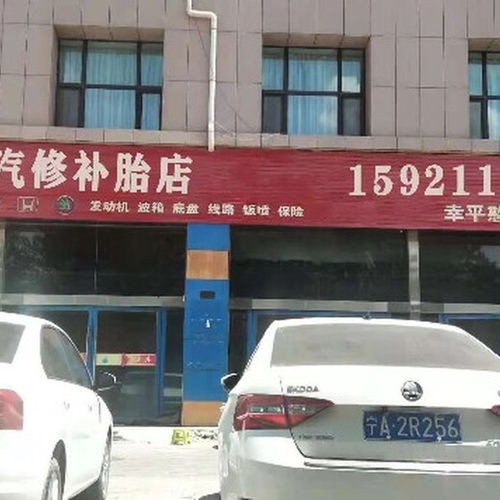 汽修补胎店 159211
发动机 波箱 底盘 线路 钣喷 保险
幸平
SKODA
宁A·2R256